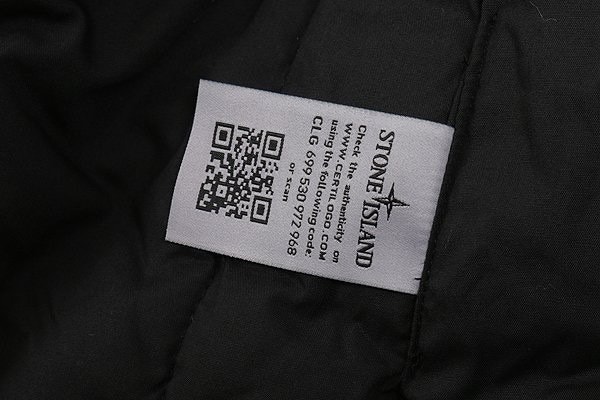 STONE ISLAND
Check the authenticity on
WWW.CERTILOGO.COM
using the following code:
CLG 699 530 972 968
or scan